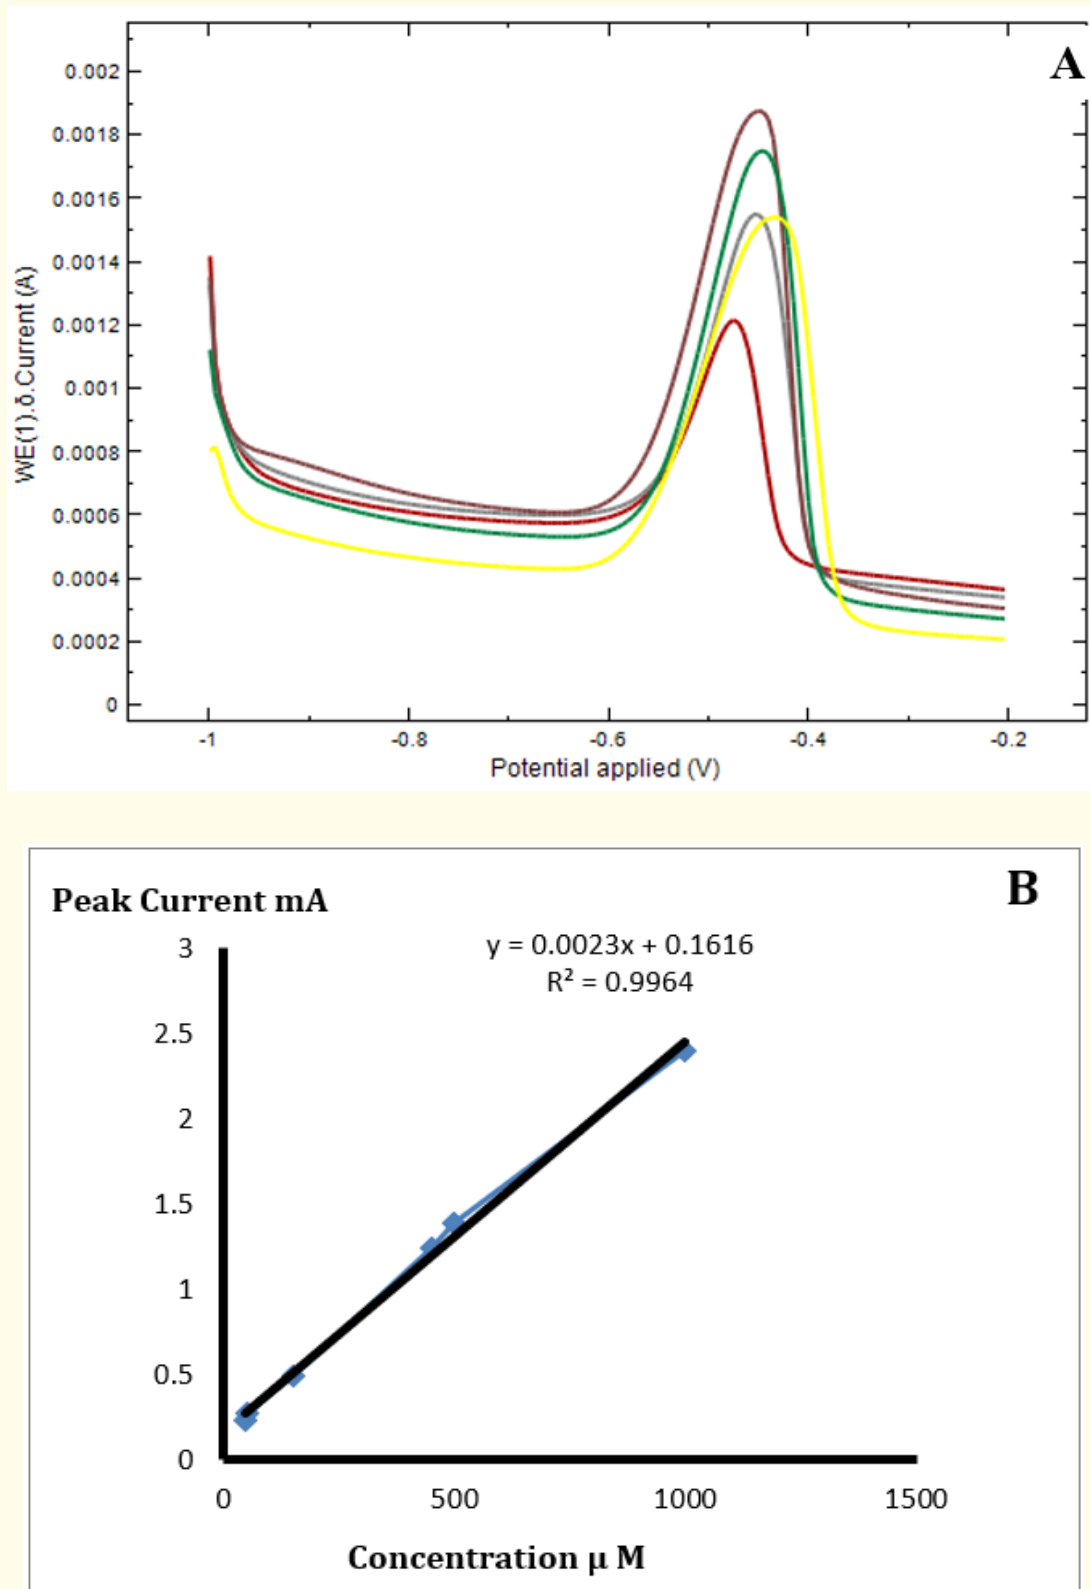 A
0.002
0.0018
0.0016
0.0014
0.0012
0.001
0.0008
0.0006
0.0004
0.0002
0
WE(1).δ.Current (A)
-1 -0.8 -0.6 -0.4 -0.2
Potential applied (V)
B
Peak Current mA
y = 0.0023x + 0.1616
R² = 0.9964
3
2.5
2
1.5
1
0.5
0
0 500 1000 1500
Concentration μ M